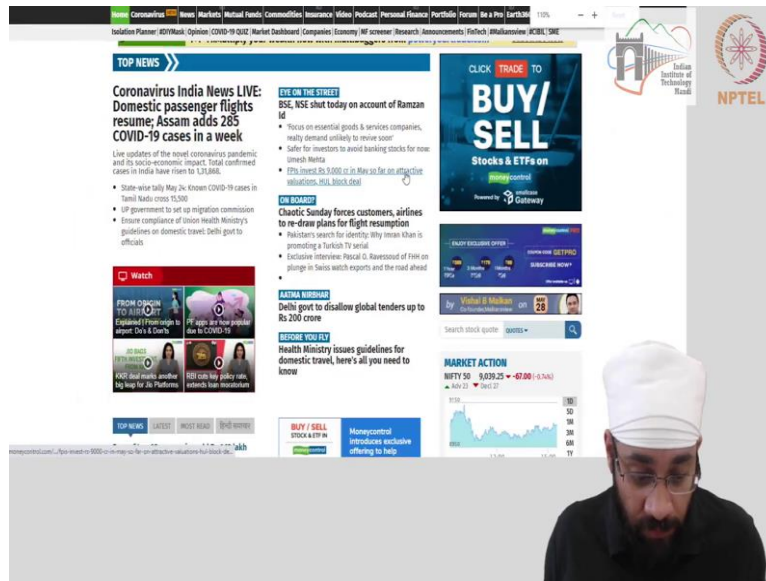 Home Coronavirus News Markets Mutual Funds Commodities Insurance Video Podcast Personal Finance Portfolio Forum Be a Pro Earth360 110% − +
Isolation Planner #DIYMask Opinion COVID-19 QUIZ Market Dashboard Companies Economy MF screener Research Announcements FinTech #Maikansview #CIBIL SME
TOP NEWS
Coronavirus India News LIVE:
Domestic passenger flights
resume; Assam adds 285
COVID-19 cases in a week
Live updates of the novel coronavirus pandemic
and its socio-economic impact. Total confirmed
cases in India have risen to 1,31,868.
State-wise tally May 24: Known COVID-19 cases in
Tamil Nadu cross 15,500
UP government to set up migration commission
Ensure compliance of Union Health Ministry's
guidelines on domestic travel: Delhi govt to
officials
Watch
FROM ORIGIN
TO AIRPORT
Explained | From origin to
airport: Do's & Dont's
PF apps are now popular
due to COVID-19
KKR deal marks another
big leap for Jio Platforms
RBI cuts key policy rate,
extends loan moratorium
TOP NEWS LATEST MOST READ हिन्दी समाचार
EYE ON THE STREET
BSE, NSE shut today on account of Ramzan
Id
'Focus on essential goods & services companies,
realty demand unlikely to revive soon'
Safer for investors to avoid banking stocks for now:
Umesh Mehta
FPIs invest Rs 9,000 cr in May so far on attractive
valuations, HUL block deal
ON BOARD?
Chaotic Sunday forces customers, airlines
to re-draw plans for flight resumption
Pakistan's search for identity: Why Imran Khan is
promoting a Turkish TV serial
Exclusive interview: Pascal O. Ravessoud of FHH on
plunge in Swiss watch exports and the road ahead
AATMA NIRBHAR
Delhi govt to disallow global tenders up to
Rs 200 crore
BEFORE YOU FLY
Health Ministry issues guidelines for
domestic travel, here's all you need to
know
BUY / SELL
STOCK & ETF IN
moneycontrol
Moneycontrol
introduces exclusive
offering to help
CLICK TRADE TO
BUY/
SELL
Stocks & ETFs on
moneycontrol
Powered by smallcase
Gateway
ENJOY EXCLUSIVE OFFER
COUPON CODE GETPRO
SUBSCRIBE NOW
by Vishal B Malkan on MAY
28
Search stock quote QUOTES
MARKET ACTION
NIFTY 50 9,039.25 -67.00 (-0.74%)
Adv 23 Decl 27
1D
5D
1M
3M
6M
1Y
Indian
Institute of
Technology
Mandi
NPTEL